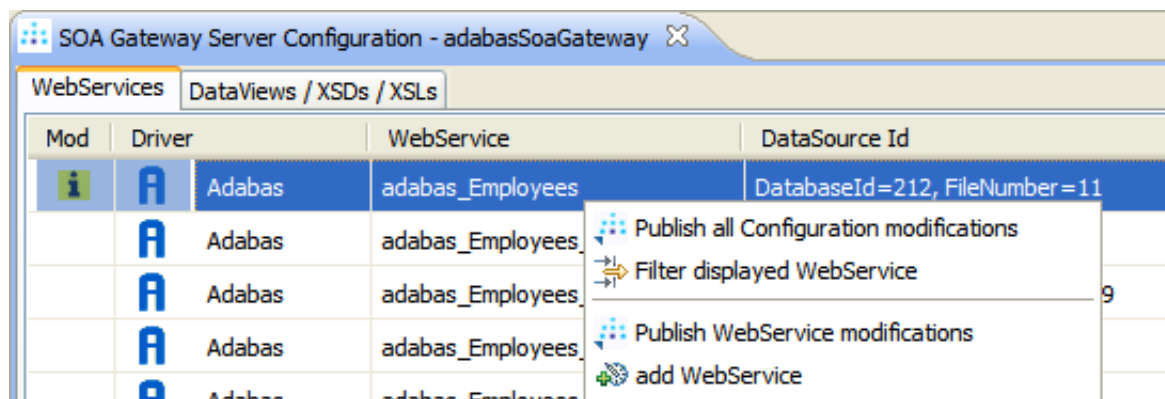 SOA Gateway Server Configuration - adabasSoaGateway
WebServices DataViews / XSDs / XSLs
Mod Driver WebService DataSource Id
Adabas adabas_Employees DatabaseId=212, FileNumber=11
Publish all Configuration modifications
Adabas adabas_Employees_
Filter displayed WebService
Adabas adabas_Employees_ 9
Publish WebService modifications
Adabas adabas_Employees_
add WebService